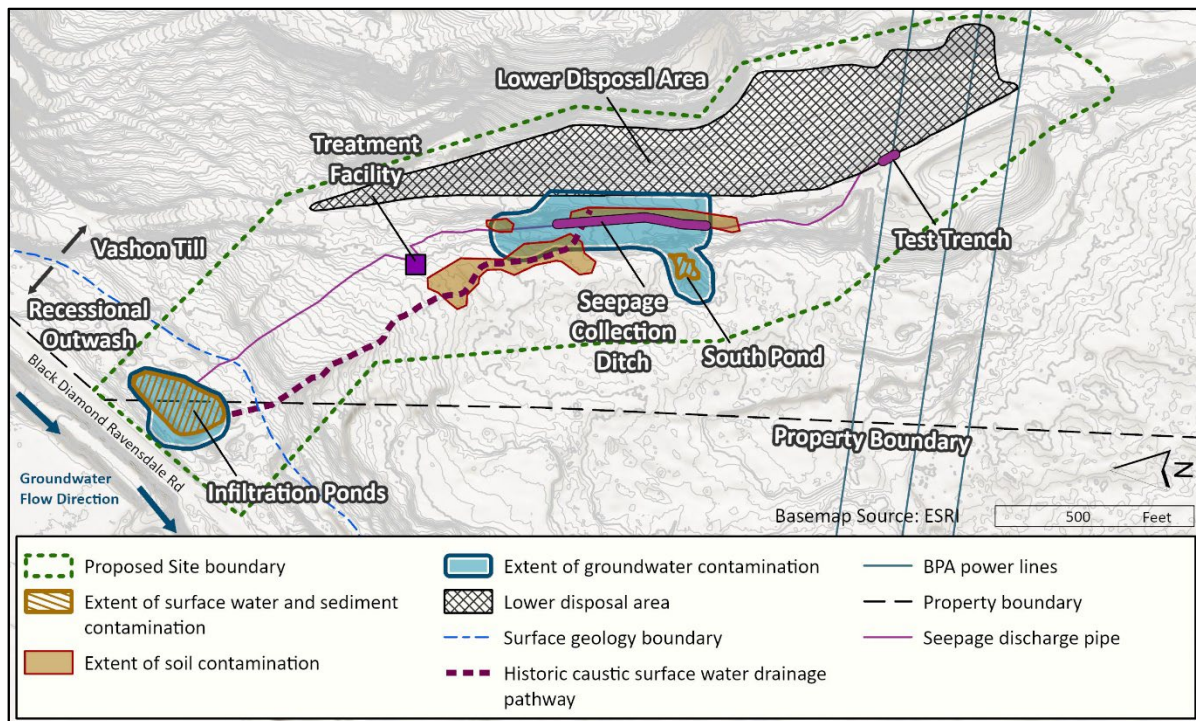 Lower Disposal Area
Treatment
Facility
Vashon Till
Recessional
Outwash
Black Diamond Ravensdale Rd
Groundwater
Flow Direction
Infiltration Ponds
Seepage
Collection
Ditch
South Pond
Test Trench
Property Boundary
N
Basemap Source: ESRI
500 Feet
Proposed Site boundary
Extent of surface water and sediment
contamination
Extent of soil contamination
Extent of groundwater contamination
Lower disposal area
Surface geology boundary
Historic caustic surface water drainage
pathway
BPA power lines
Property boundary
Seepage discharge pipe